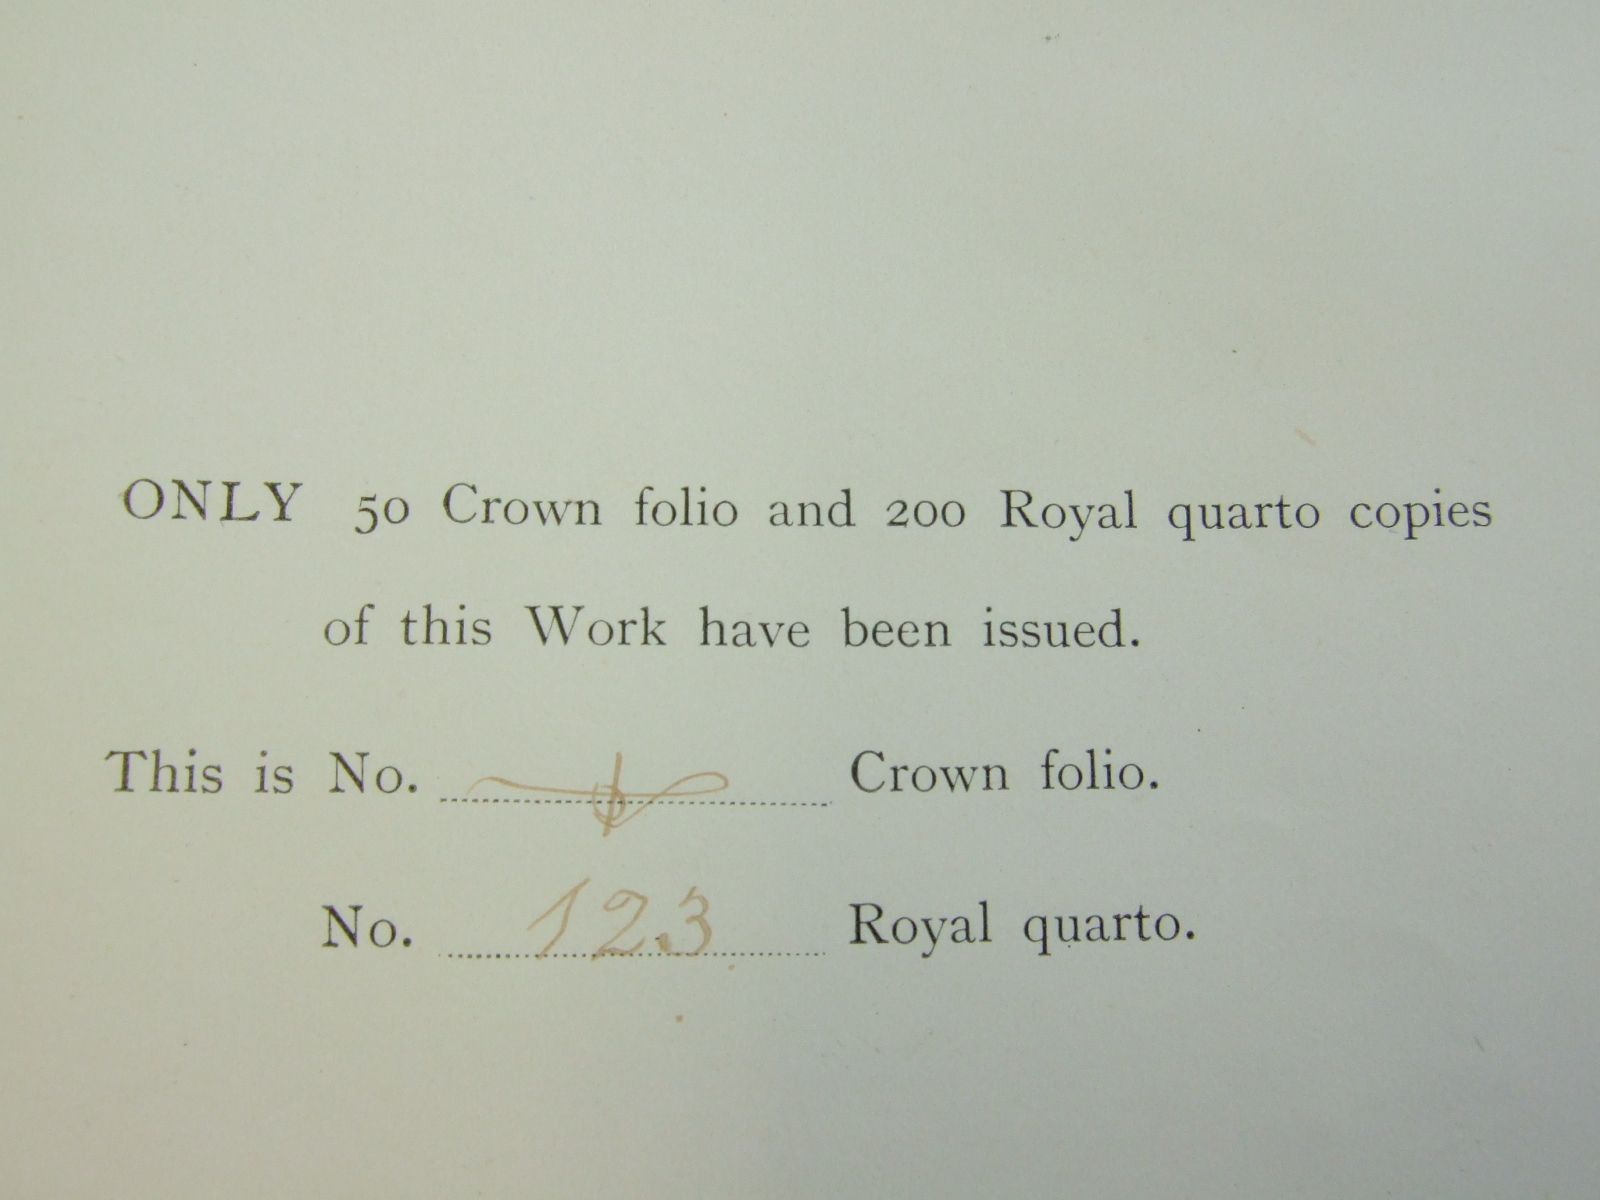 ONLY 50 Crown folio and 200 Royal quarto copies
of this Work have been issued.
This is No. Crown folio.
No. 123 Royal quarto.